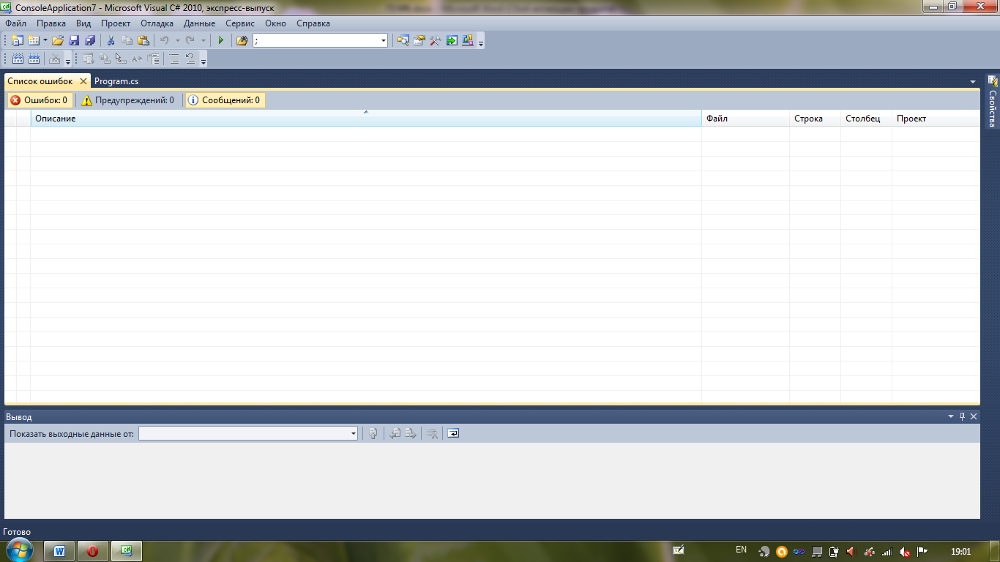 ConsoleApplication7 - Microsoft Visual C# 2010, экспресс-выпуск
Файл Правка Вид Проект Отладка Данные Сервис Окно Справка
;
Список ошибок Program.cs
Ошибок: 0 Предупреждений: 0 Сообщений: 0
Описание Файл Строка Столбец Проект
Свойства
Вывод
Показать выходные данные от:
Готово
EN 19:01